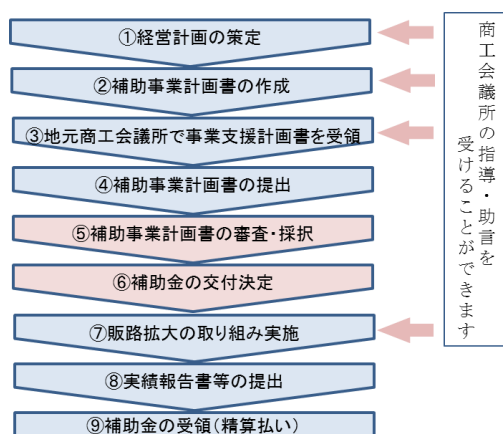 ①経営計画の策定
②補助事業計画書の作成
③地元商工会議所で事業支援計画書を受領
④補助事業計画書の提出
⑤補助事業計画書の審査・採択
⑥補助金の交付決定
⑦販路拡大の取り組み実施
⑧実績報告書等の提出
⑨補助金の受領(精算払い)
商工会議所の指導・助言を
受けることができます